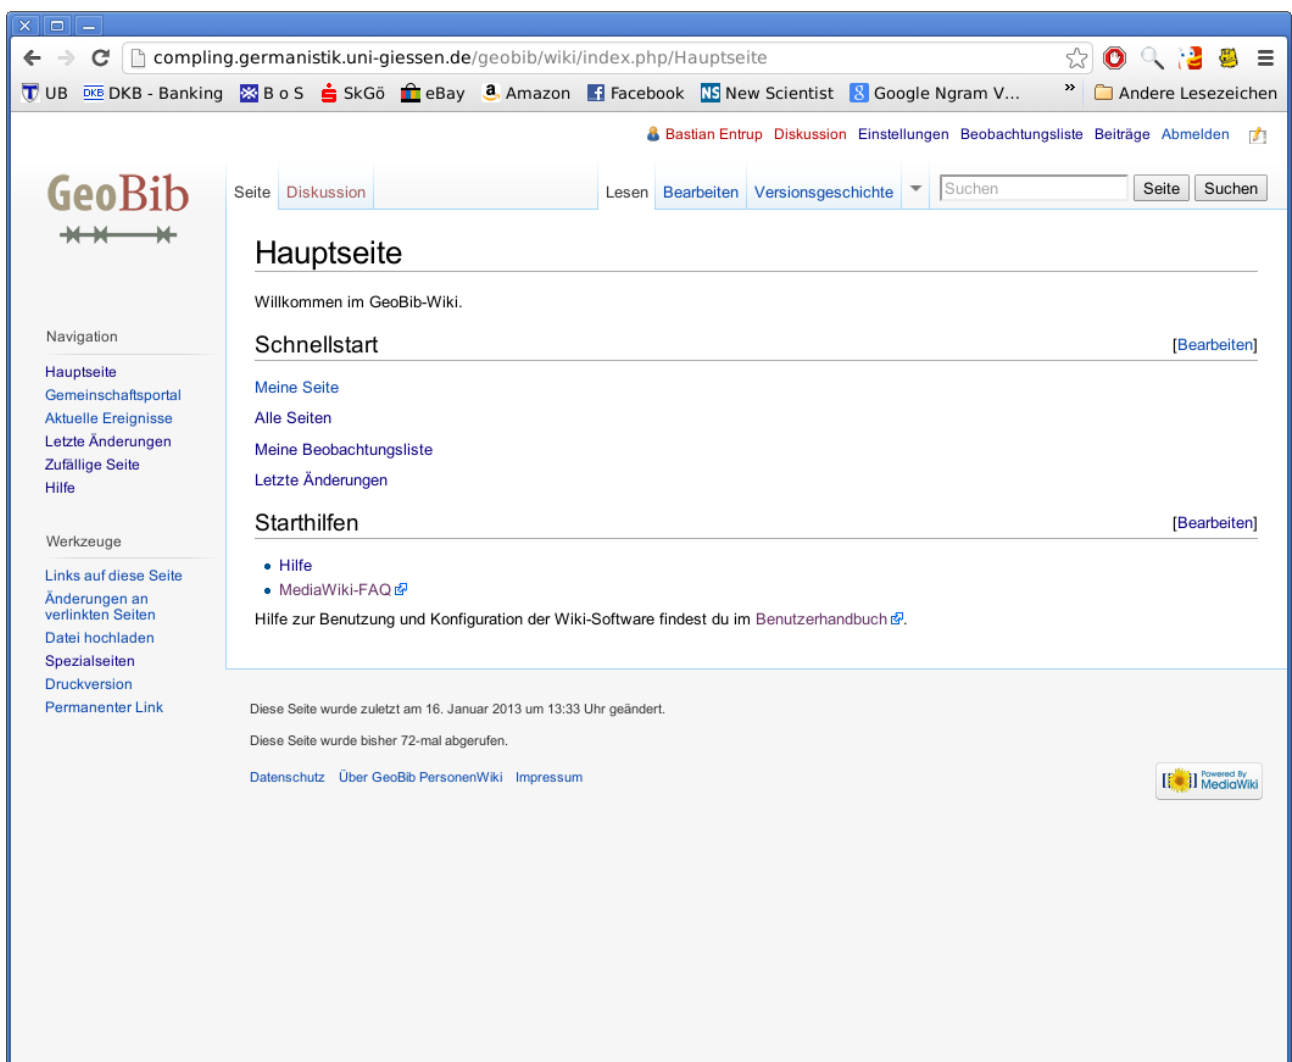 compling.germanistik.uni-giessen.de/geobib/wiki/index.php/Hauptseite
UB DKB DKB - Banking B o S SkGö eBay a Amazon Facebook NS New Scientist 8 Google Ngram V... » Andere Lesezeichen
Bastian Entrup Diskussion Einstellungen Beobachtungsliste Beiträge Abmelden
GeoBib
Seite Diskussion Lesen Bearbeiten Versionsgeschichte Suchen Seite Suchen
Hauptseite
Willkommen im GeoBib-Wiki.
Schnellstart [Bearbeiten]
Meine Seite
Alle Seiten
Meine Beobachtungsliste
Letzte Änderungen
Starthilfen [Bearbeiten]
• Hilfe
• MediaWiki-FAQ
Hilfe zur Benutzung und Konfiguration der Wiki-Software findest du im Benutzerhandbuch.
Navigation
Hauptseite
Gemeinschaftsportal
Aktuelle Ereignisse
Letzte Änderungen
Zufällige Seite
Hilfe
Werkzeuge
Links auf diese Seite
Änderungen an
verlinkten Seiten
Datei hochladen
Spezialseiten
Druckversion
Permanenter Link
Diese Seite wurde zuletzt am 16. Januar 2013 um 13:33 Uhr geändert.
Diese Seite wurde bisher 72-mal abgerufen.
Datenschutz Über GeoBib PersonenWiki Impressum
Powered By
MediaWiki